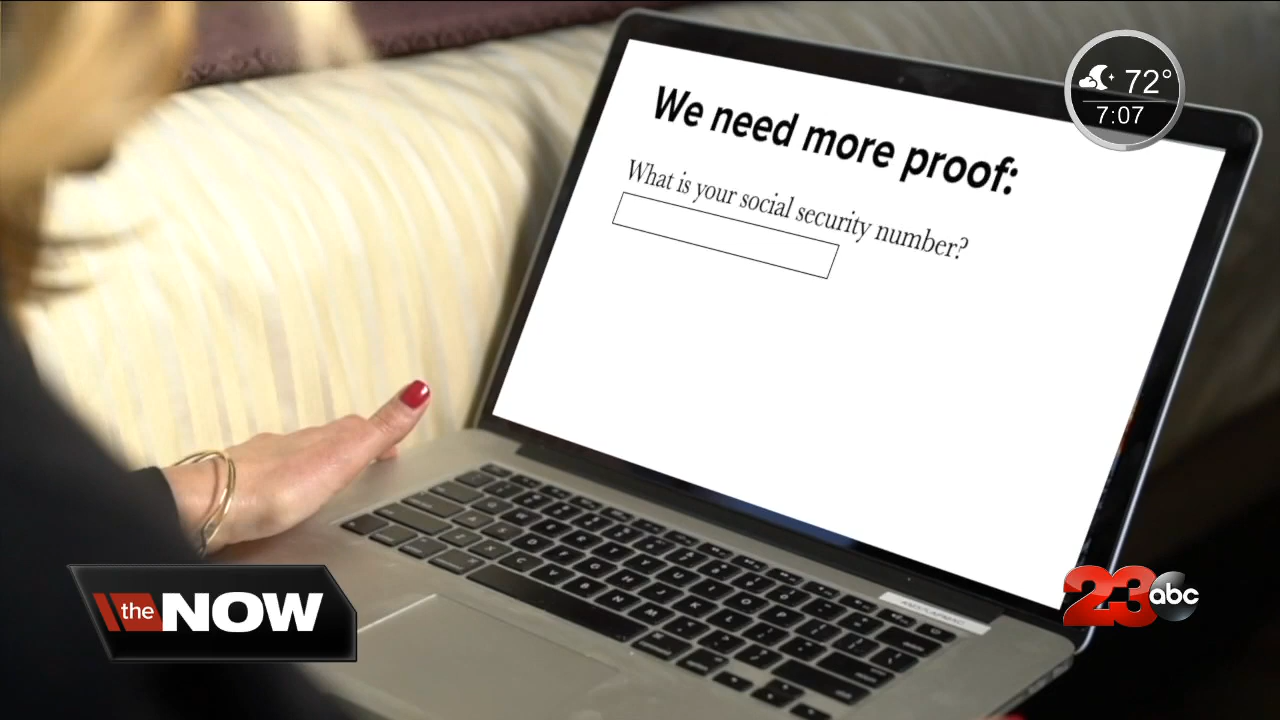 We need more proof:
What is your social security number?
72°
7:07
the NOW
23 abc